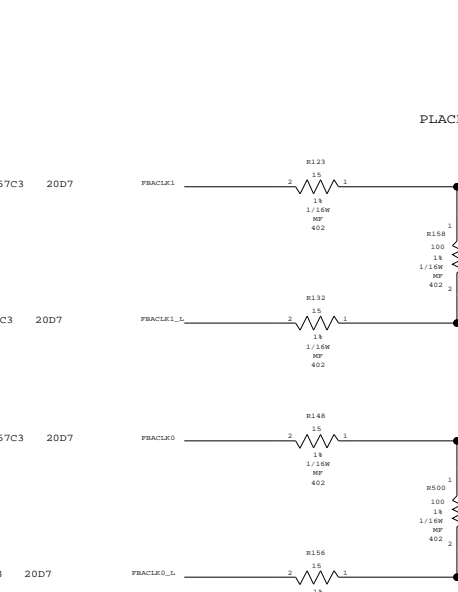 PLAC
R123
57C3 20D7 FBACLK1 2 15 1
1%
1/16W
MF
402
1
R158
100
1%
1/16W
MF
402 2
R132
C3 20D7 FBACLK1_L 2 15 1
1%
1/16W
MF
402
R148
57C3 20D7 FBACLK0 2 15 1
1%
1/16W
MF
402
1
R500
100
1%
1/16W
MF
402 2
R156
20D7 FBACLK0_L 2 15 1
1%